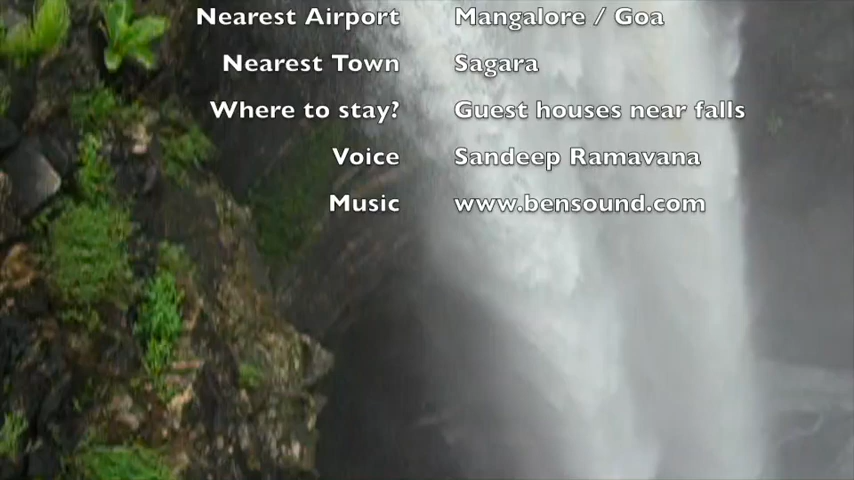 Nearest Airport Mangalore / Goa
Nearest Town Sagara
Where to stay? Guest houses near falls
Voice Sandeep Ramavana
Music www.bensound.com